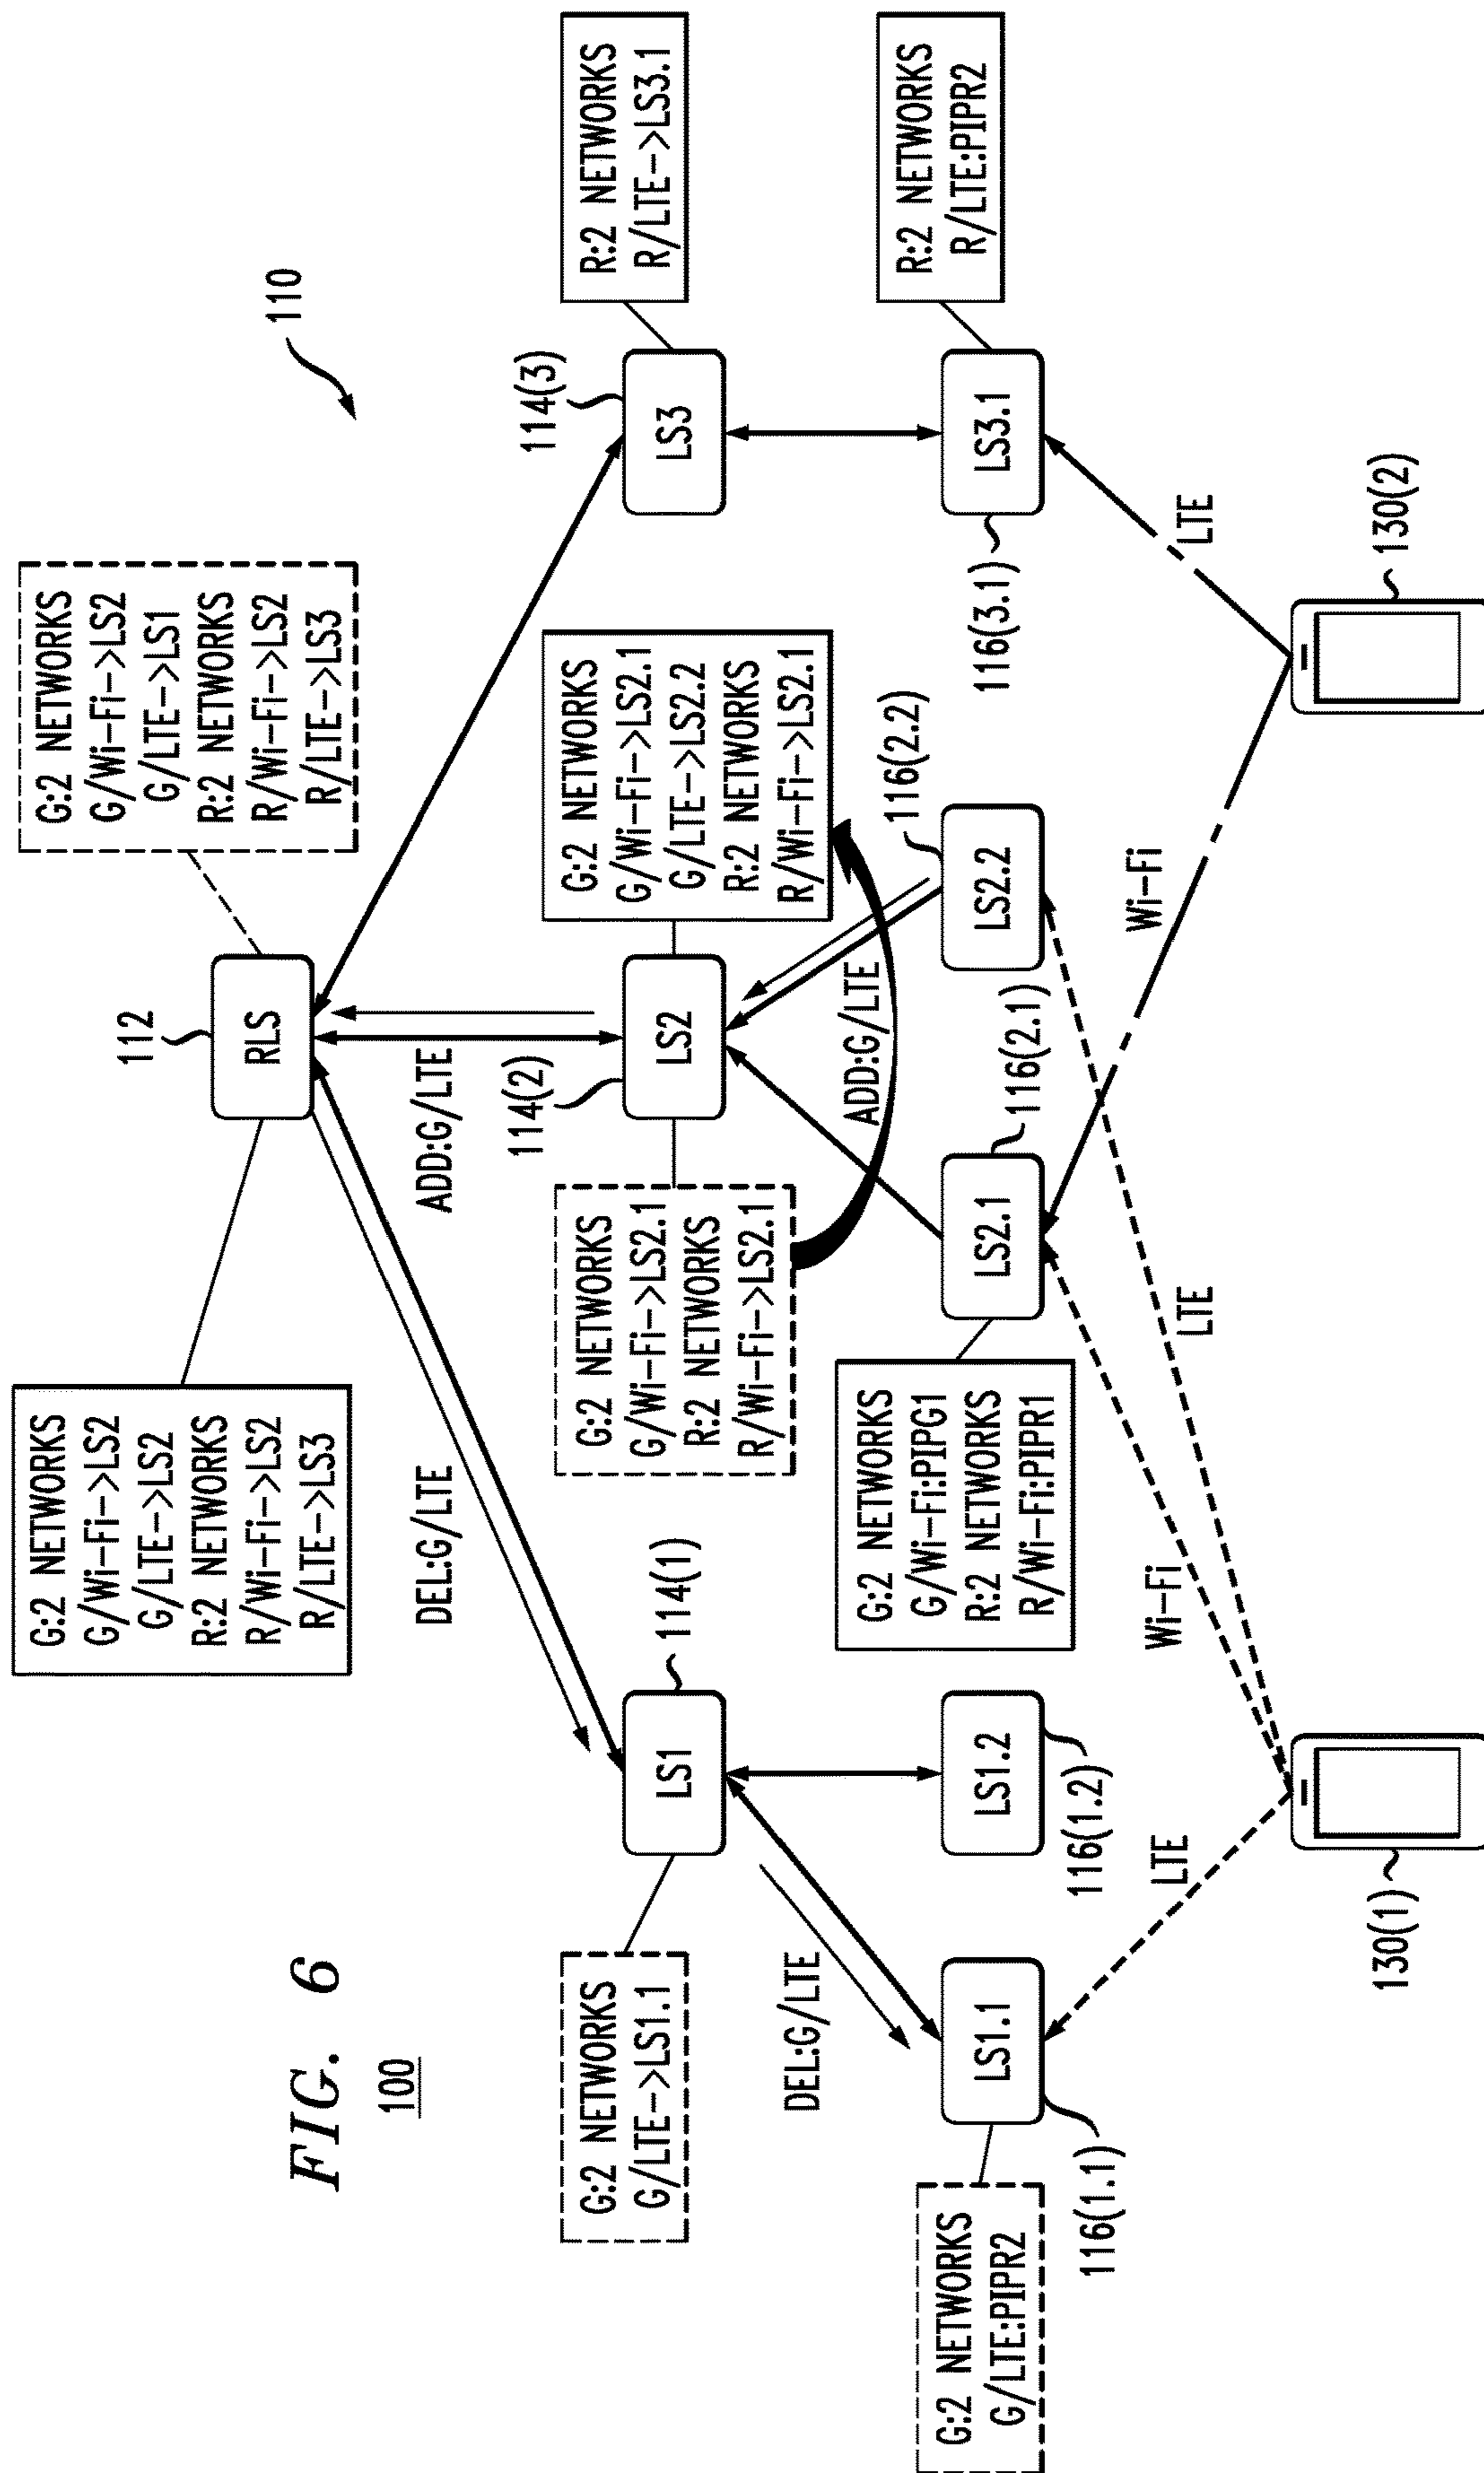 FIG. 6
100
110
112
RLS
G:2 NETWORKS
G/Wi-Fi->LS2
G/LTE->LS2
R:2 NETWORKS
R/Wi-Fi->LS2
R/LTE->LS3
G:2 NETWORKS
G/Wi-Fi->LS2
G/LTE->LS1
R:2 NETWORKS
R/Wi-Fi->LS2
R/LTE->LS3
DEL:G/LTE
ADD:G/LTE
G:2 NETWORKS
G/LTE->LS1.1
LS1
114(1)
G:2 NETWORKS
G/Wi-Fi->LS2.1
R:2 NETWORKS
R/Wi-Fi->LS2.1
114(2)
LS2
G:2 NETWORKS
G/Wi-Fi->LS2.1
G/LTE->LS2.2
R:2 NETWORKS
R/Wi-Fi->LS2.1
114(3)
LS3
R:2 NETWORKS
R/LTE->LS3.1
DEL:G/LTE
ADD:G/LTE
G:2 NETWORKS
G/LTE:PIPR2
LS1.1
116(1.1)
LS1.2
116(1.2)
G:2 NETWORKS
G/Wi-Fi:PIPG1
R:2 NETWORKS
R/Wi-Fi:PIPR1
LS2.1
116(2.1)
LS2.2
116(2.2)
LS3.1
116(3.1)
R:2 NETWORKS
R/LTE:PIPR2
LTE
Wi-Fi
LTE
Wi-Fi
LTE
130(1)
130(2)